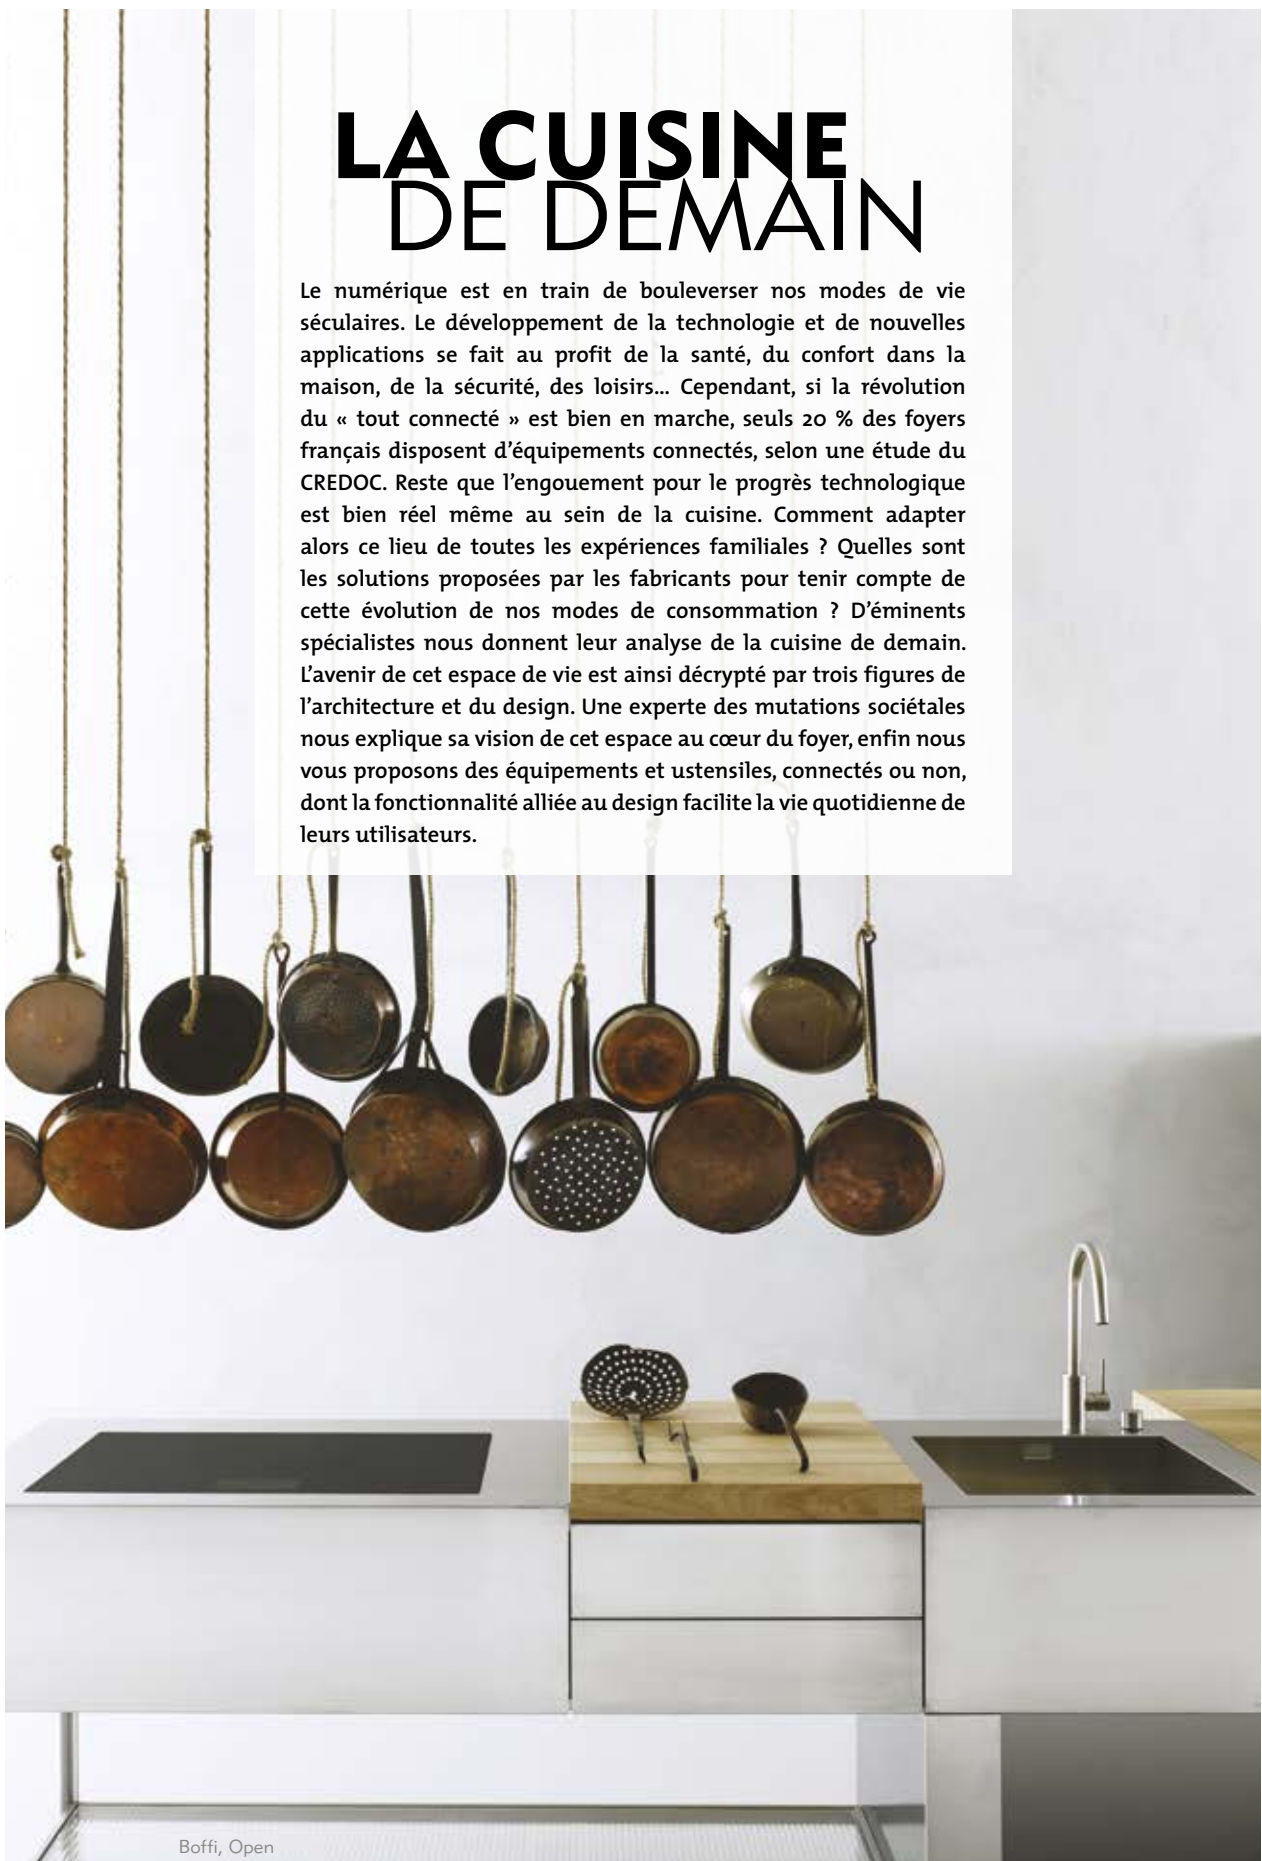 LA CUISINE
DE DEMAIN
Le numérique est en train de bouleverser nos modes de vie
séculaires. Le développement de la technologie et de nouvelles
applications se fait au profit de la santé, du confort dans la
maison, de la sécurité, des loisirs... Cependant, si la révolution
du « tout connecté » est bien en marche, seuls 20 % des foyers
français disposent d'équipements connectés, selon une étude du
CREDOC. Reste que l'engouement pour le progrès technologique
est bien réel même au sein de la cuisine. Comment adapter
alors ce lieu de toutes les expériences familiales ? Quelles sont
les solutions proposées par les fabricants pour tenir compte de
cette évolution de nos modes de consommation ? D'éminents
spécialistes nous donnent leur analyse de la cuisine de demain.
L'avenir de cet espace de vie est ainsi décrypté par trois figures de
l'architecture et du design. Une experte des mutations sociétales
nous explique sa vision de cet espace au cœur du foyer, enfin nous
vous proposons des équipements et ustensiles, connectés ou non,
dont la fonctionnalité alliée au design facilite la vie quotidienne de
leurs utilisateurs.
Boffi, Open